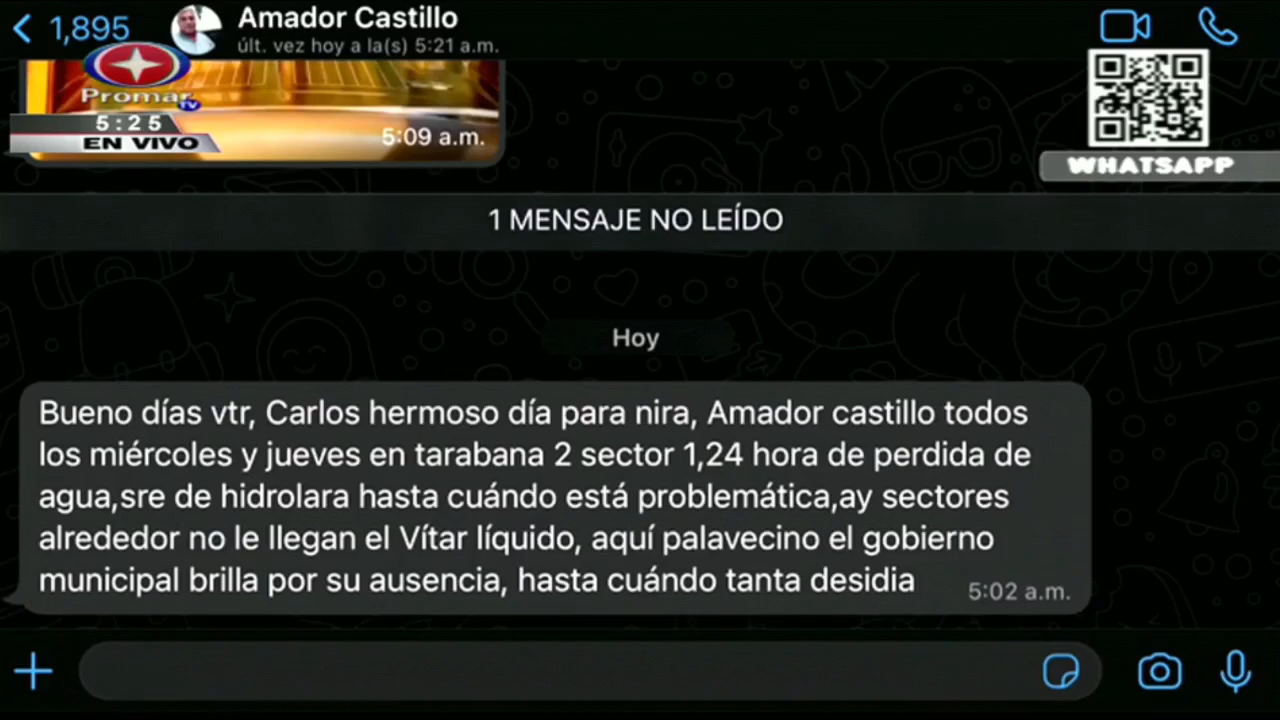 1,895
Amador Castillo
últ. vez hoy a la(s) 5:21 a.m.
Promar TV
5:25
EN VIVO
5:09 a.m.
WHATSAPP
1 MENSAJE NO LEÍDO
Hoy
Bueno días vtr, Carlos hermoso día para nira, Amador castillo todos
los miércoles y jueves en tarabana 2 sector 1,24 hora de perdida de
agua,sre de hidrolara hasta cuándo está problemática,ay sectores
alrededor no le llegan el Vítar líquido, aquí palavecino el gobierno
municipal brilla por su ausencia, hasta cuándo tanta desidia
5:02 a.m.